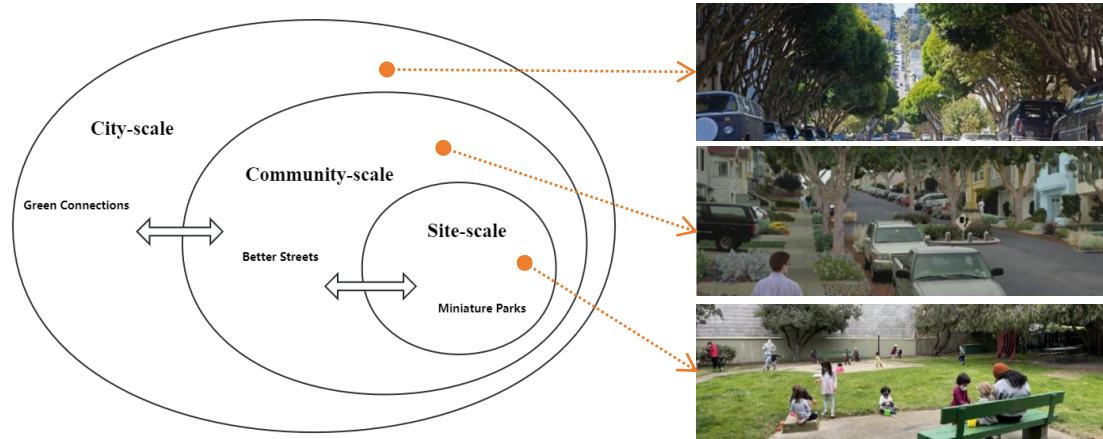 City-scale
Community-scale
Green Connections
Site-scale
Better Streets
Miniature Parks